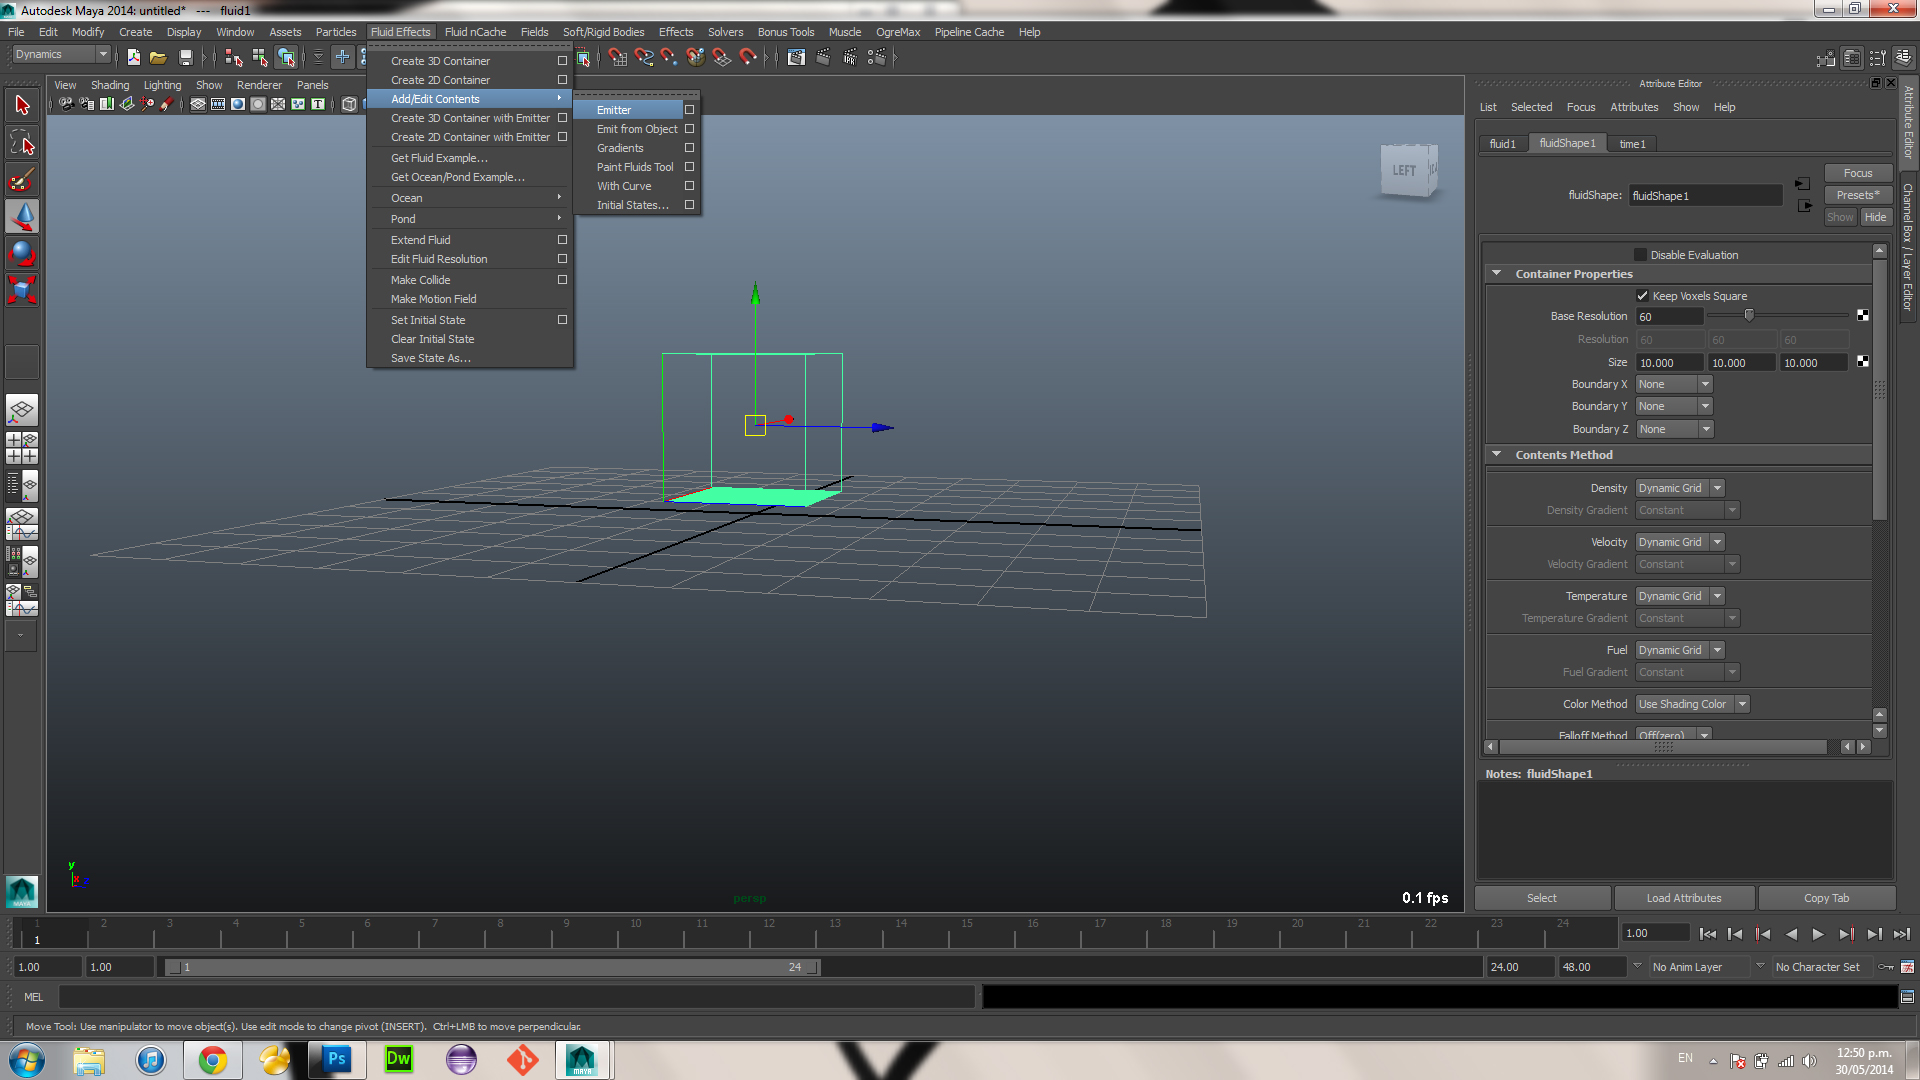 Autodesk Maya 2014: untitled*   ---   fluid1
File Edit Modify Create Display Window Assets Particles Fluid Effects Fluid nCache Fields Soft/Rigid Bodies Effects Solvers Bonus Tools Muscle OgreMax Pipeline Cache Help
Dynamics
View Shading Lighting Show Renderer Panels
Create 3D Container
Create 2D Container
Add/Edit Contents
Create 3D Container with Emitter
Create 2D Container with Emitter
Get Fluid Example...
Get Ocean/Pond Example...
Ocean
Pond
Extend Fluid
Edit Fluid Resolution
Make Collide
Make Motion Field
Set Initial State
Clear Initial State
Save State As...
Emitter
Emit from Object
Gradients
Paint Fluids Tool
With Curve
Initial States...
LEFT
y
x
z
persp
0.1 fps
Attribute Editor
List Selected Focus Attributes Show Help
fluid1 fluidShape1 time1
Focus
fluidShape: fluidShape1
Presets*
Show Hide
Disable Evaluation
Container Properties
Keep Voxels Square
Base Resolution 60
Resolution 60 60 60
Size 10.000 10.000 10.000
Boundary X None
Boundary Y None
Boundary Z None
Contents Method
Density Dynamic Grid
Density Gradient Constant
Velocity Dynamic Grid
Velocity Gradient Constant
Temperature Dynamic Grid
Temperature Gradient Constant
Fuel Dynamic Grid
Fuel Gradient Constant
Color Method Use Shading Color
Falloff Method Off(zero)
Notes: fluidShape1
Select Load Attributes Copy Tab
Attribute Editor
Channel Box / Layer Editor
1 2 3 4 5 6 7 8 9 10 11 12 13 14 15 16 17 18 19 20 21 22 23 24
1
1.00
1.00 1.00 1 24 24.00 48.00 No Anim Layer No Character Set
MEL
Move Tool: Use manipulator to move object(s). Use edit mode to change pivot (INSERT).  Ctrl+LMB to move perpendicular.
Ps
Dw
MAYA
EN
12:50 p.m.
30/05/2014